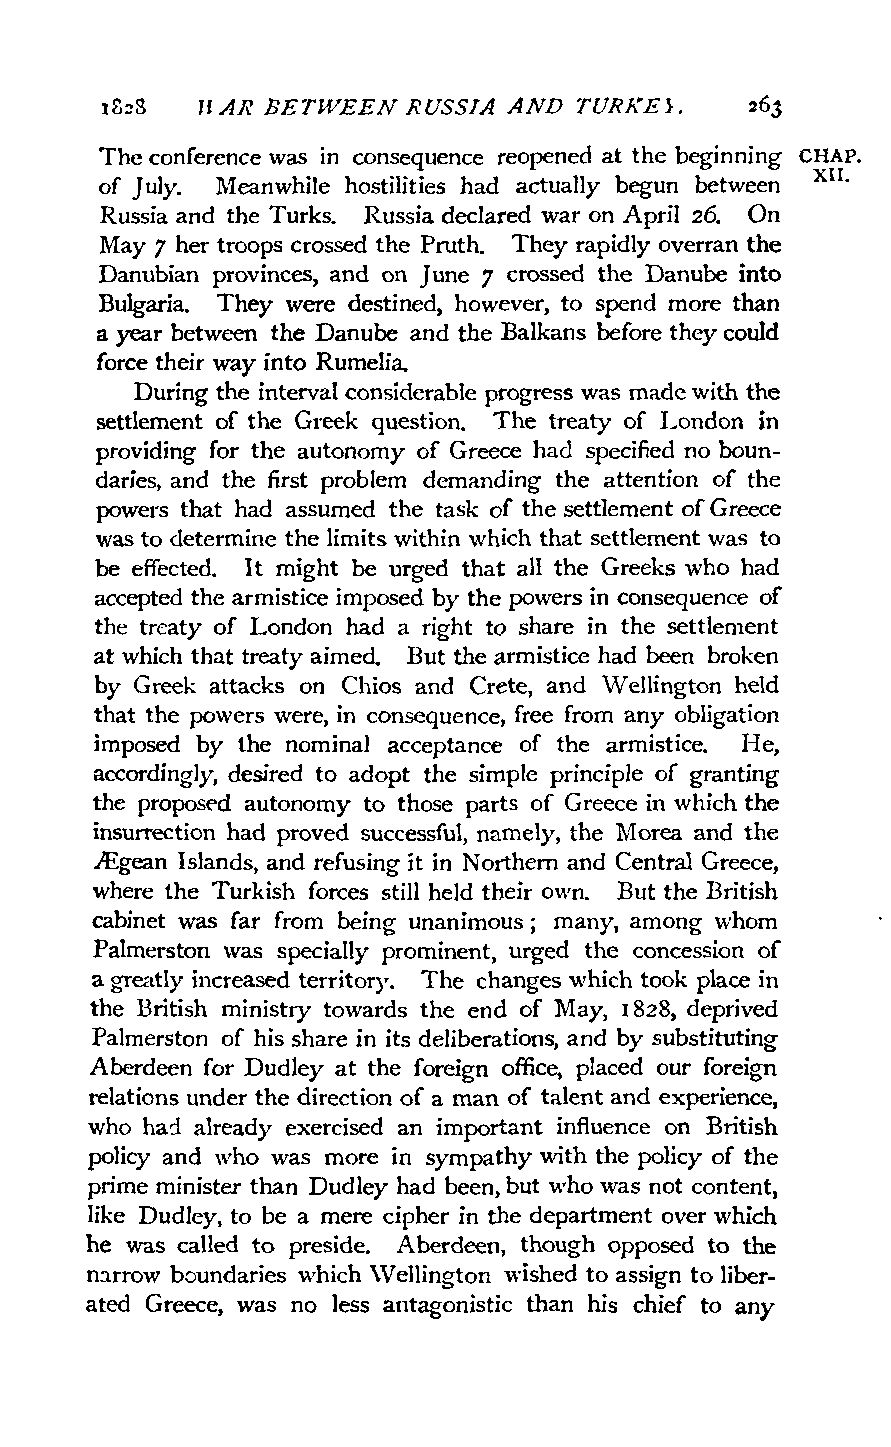 1828 WAR BETWEEN RUSSIA AND TURKEY. 263
The conference was in consequence reopened at the beginning CHAP.
of July. Meanwhile hostilities had actually begun between XII.
Russia and the Turks. Russia declared war on April 26. On
May 7 her troops crossed the Pruth. They rapidly overran the
Danubian provinces, and on June 7 crossed the Danube into
Bulgaria. They were destined, however, to spend more than
a year between the Danube and the Balkans before they could
force their way into Rumelia.
During the interval considerable progress was made with the
settlement of the Greek question. The treaty of London in
providing for the autonomy of Greece had specified no boun-
daries, and the first problem demanding the attention of the
powers that had assumed the task of the settlement of Greece
was to determine the limits within which that settlement was to
be effected. It might be urged that all the Greeks who had
accepted the armistice imposed by the powers in consequence of
the treaty of London had a right to share in the settlement
at which that treaty aimed. But the armistice had been broken
by Greek attacks on Chios and Crete, and Wellington held
that the powers were, in consequence, free from any obligation
imposed by the nominal acceptance of the armistice. He,
accordingly, desired to adopt the simple principle of granting
the proposed autonomy to those parts of Greece in which the
insurrection had proved successful, namely, the Morea and the
Ægean Islands, and refusing it in Northern and Central Greece,
where the Turkish forces still held their own. But the British
cabinet was far from being unanimous; many, among whom
Palmerston was specially prominent, urged the concession of
a greatly increased territory. The changes which took place in
the British ministry towards the end of May, 1828, deprived
Palmerston of his share in its deliberations, and by substituting
Aberdeen for Dudley at the foreign office, placed our foreign
relations under the direction of a man of talent and experience,
who had already exercised an important influence on British
policy and who was more in sympathy with the policy of the
prime minister than Dudley had been, but who was not content,
like Dudley, to be a mere cipher in the department over which
he was called to preside. Aberdeen, though opposed to the
narrow boundaries which Wellington wished to assign to liber-
ated Greece, was no less antagonistic than his chief to any